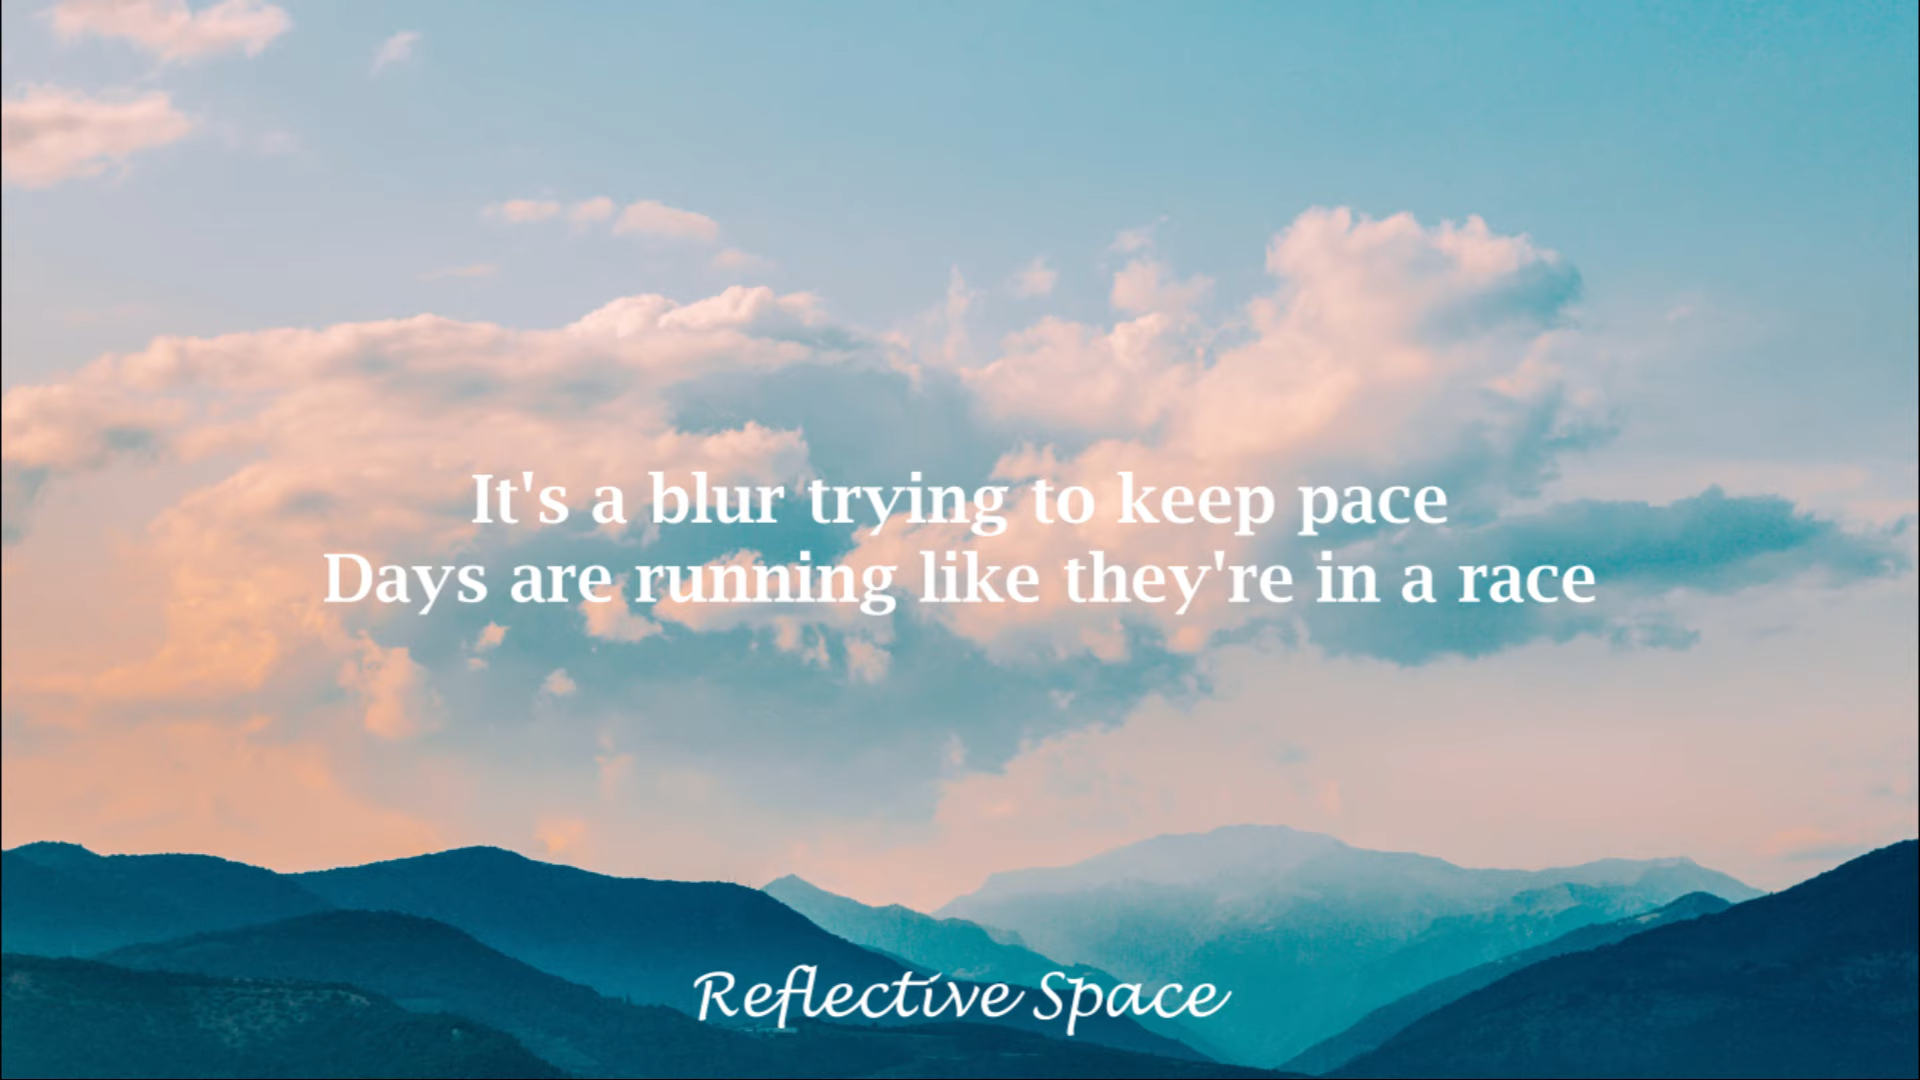 It's a blur trying to keep pace
Days are running like they're in a race
Reflective Space